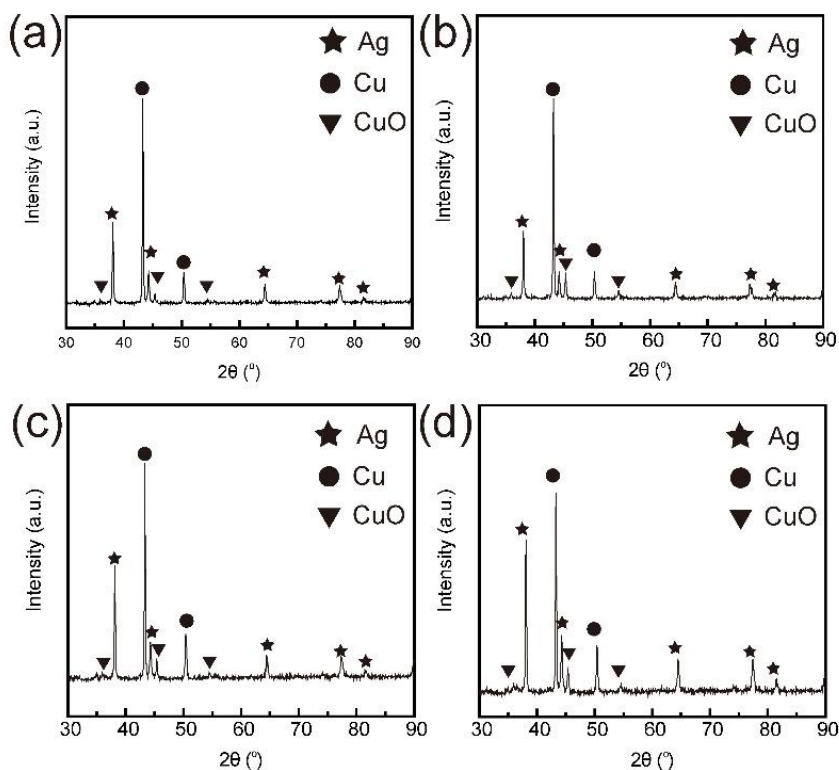 (a)
★ Ag
● Cu
▼ CuO
Intensity (a.u.)
30 40 50 60 70 80 90
2θ (°)
(b)
★ Ag
● Cu
▼ CuO
Intensity (a.u.)
30 40 50 60 70 80 90
2θ (°)
(c)
★ Ag
● Cu
▼ CuO
Intensity (a.u.)
30 40 50 60 70 80 90
2θ (°)
(d)
★ Ag
● Cu
▼ CuO
Intensity (a.u.)
30 40 50 60 70 80 90
2θ (°)